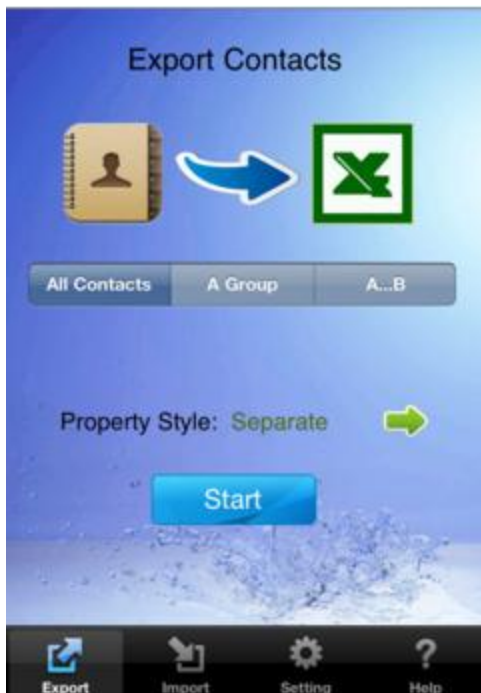 Export Contacts
All Contacts A Group A...B
Property Style: Separate
Start
Export Import Setting Help